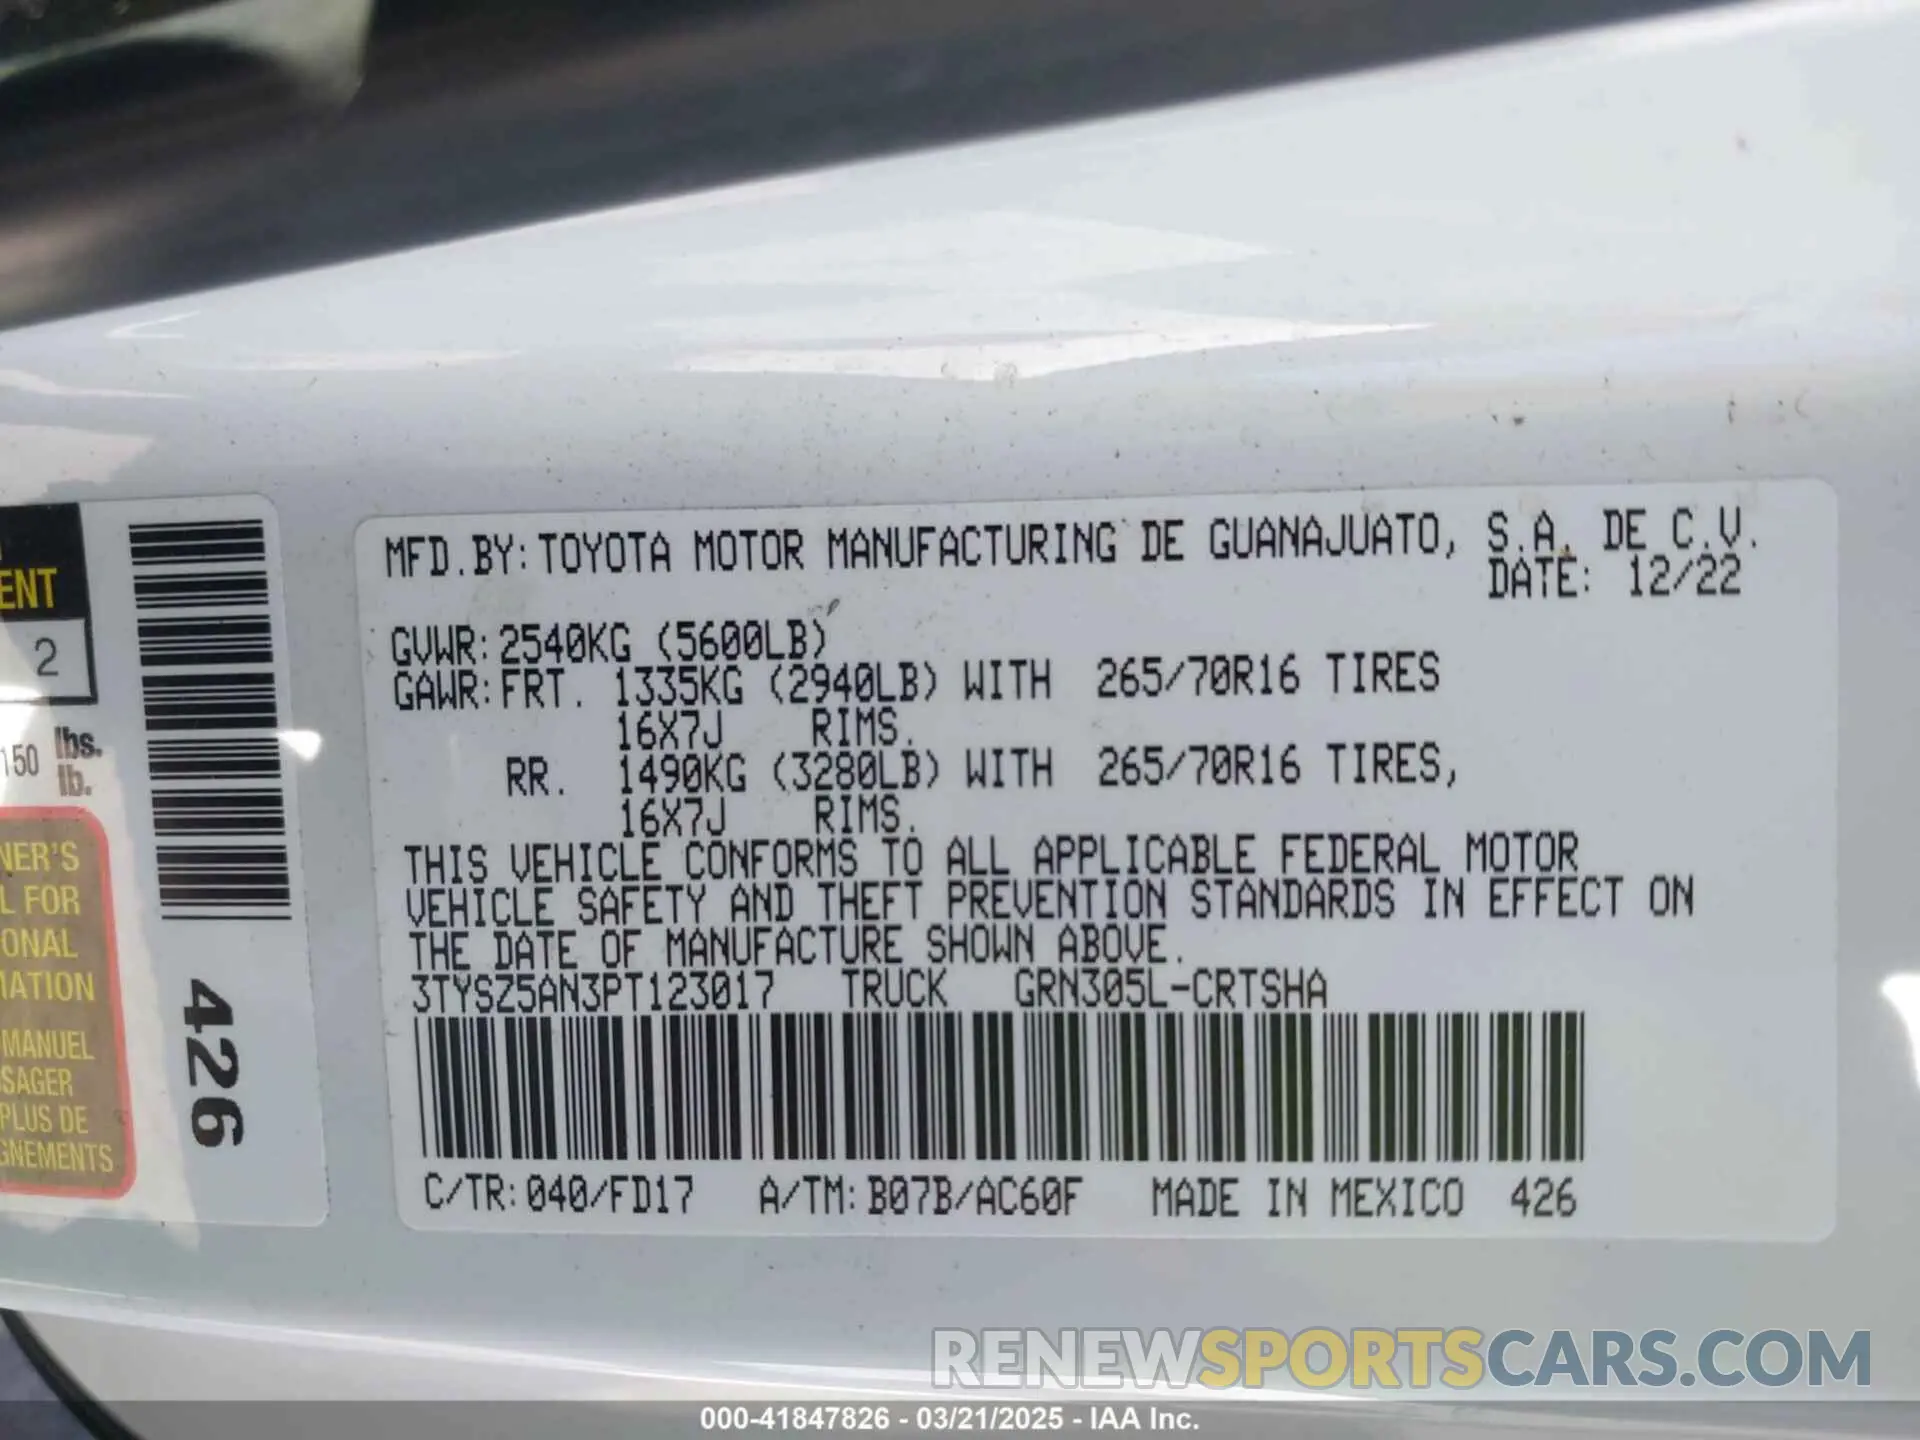 MFD.BY: TOYOTA MOTOR MANUFACTURING DE GUANAJUATO, S.A. DE C.V.
DATE: 12/22
GVWR: 2540KG (5600LB)
GAWR: FRT. 1335KG (2940LB) WITH 265/70R16 TIRES
16X7J RIMS.
RR. 1490KG (3280LB) WITH 265/70R16 TIRES,
16X7J RIMS.
THIS VEHICLE CONFORMS TO ALL APPLICABLE FEDERAL MOTOR
VEHICLE SAFETY AND THEFT PREVENTION STANDARDS IN EFFECT ON
THE DATE OF MANUFACTURE SHOWN ABOVE.
3TYSZ5AN3PT123017 TRUCK GRN305L-CRTSHA
C/TR: 040/FD17 A/TM: B07B/AC60F MADE IN MEXICO 426
426
ENT
2
150 lbs.
lb.
NER'S
L FOR
ONAL
MATION
MANUEL
SAGER
PLUS DE
GNEMENTS
RENEWSPORTSCARS.COM
000-41847826 - 03/21/2025 - IAA Inc.